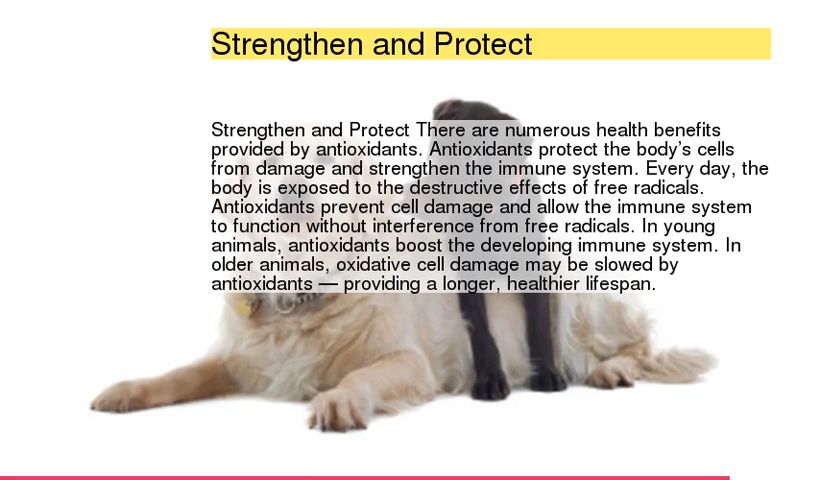 Strengthen and Protect
Strengthen and Protect There are numerous health benefits
provided by antioxidants. Antioxidants protect the body’s cells
from damage and strengthen the immune system. Every day, the
body is exposed to the destructive effects of free radicals.
Antioxidants prevent cell damage and allow the immune system
to function without interference from free radicals. In young
animals, antioxidants boost the developing immune system. In
older animals, oxidative cell damage may be slowed by
antioxidants — providing a longer, healthier lifespan.